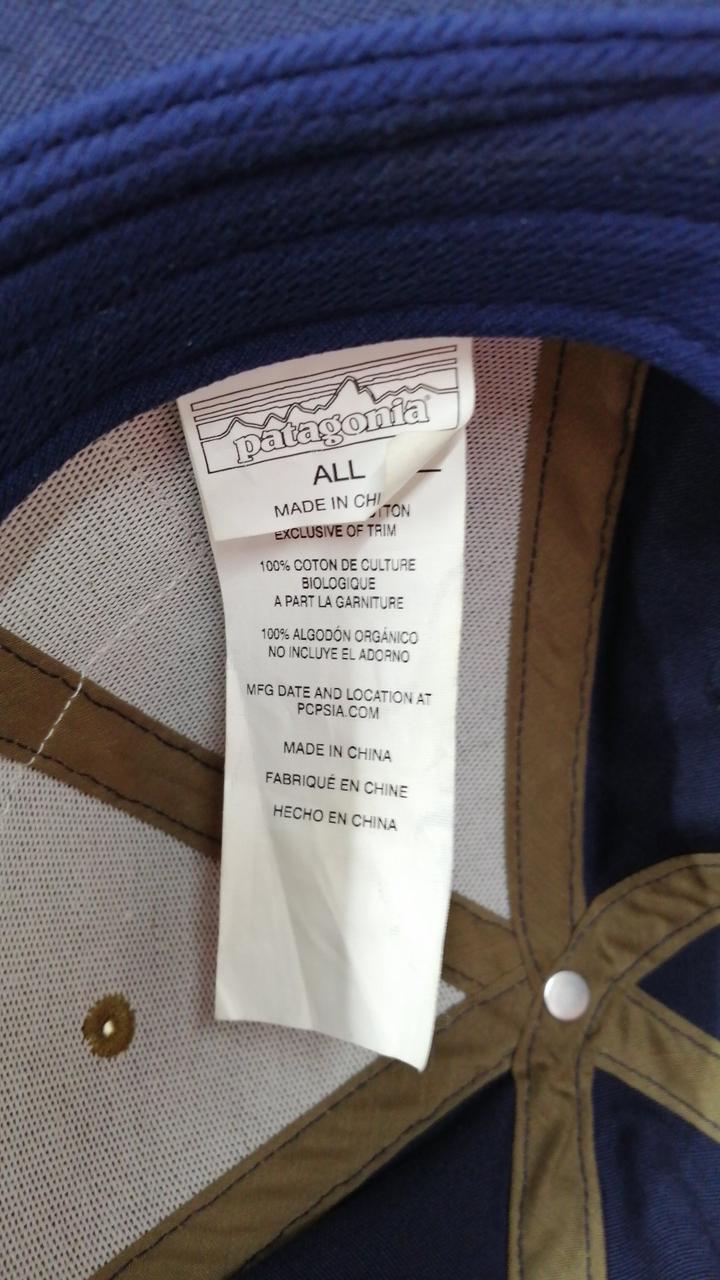 patagonia®
ALL
MADE IN
EXCLUSIVE OF TRIM
100% COTON DE CULTURE
BIOLOGIQUE
A PART LA GARNITURE
100% ALGODÓN ORGÁNICO
NO INCLUYE EL ADORNO
MFG DATE AND LOCATION AT
PCPSIA.COM
MADE IN CHINA
FABRIQUÉ EN CHINE
HECHO EN CHINA